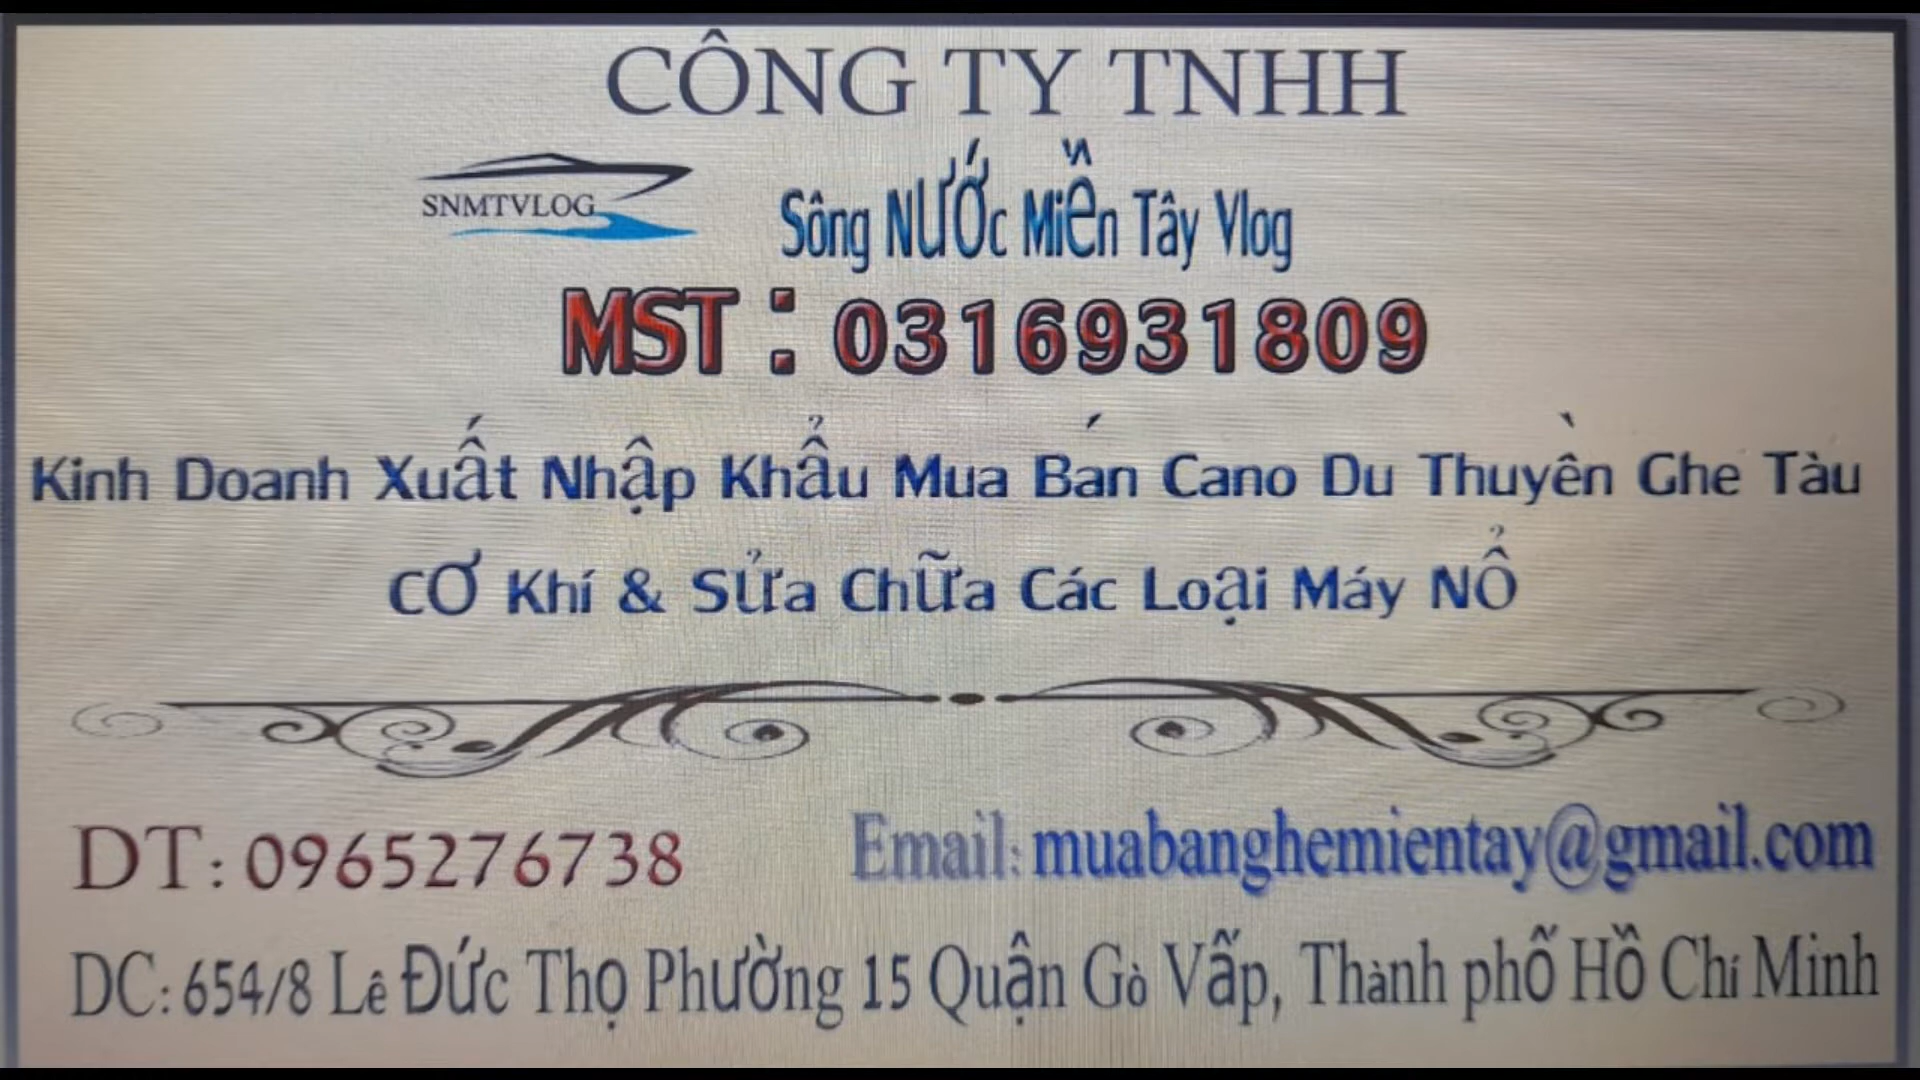 CÔNG TY TNHH
SNMTVLOG
Sông NƯỚc Miền Tây Vlog
MST : 0316931809
Kinh Doanh Xuất Nhập Khẩu Mua Bán Cano Du Thuyền Ghe Tàu
CƠ Khí & Sửa Chữa Các Loại Máy NỔ
DT: 0965276738
Email: muabanghemientay@gmail.com
DC: 654/8 Lê Đức Thọ Phường 15 Quận Gò Vấp, Thành phố Hồ Chí Minh